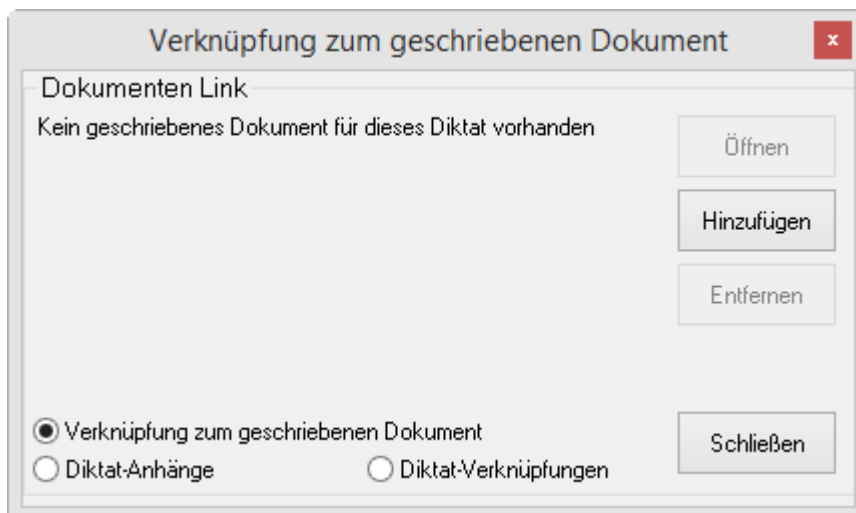 Verknüpfung zum geschriebenen Dokument
x
Dokumenten Link
Kein geschriebenes Dokument für dieses Diktat vorhanden
Öffnen
Hinzufügen
Entfernen
Verknüpfung zum geschriebenen Dokument
Diktat-Anhänge
Diktat-Verknüpfungen
Schließen